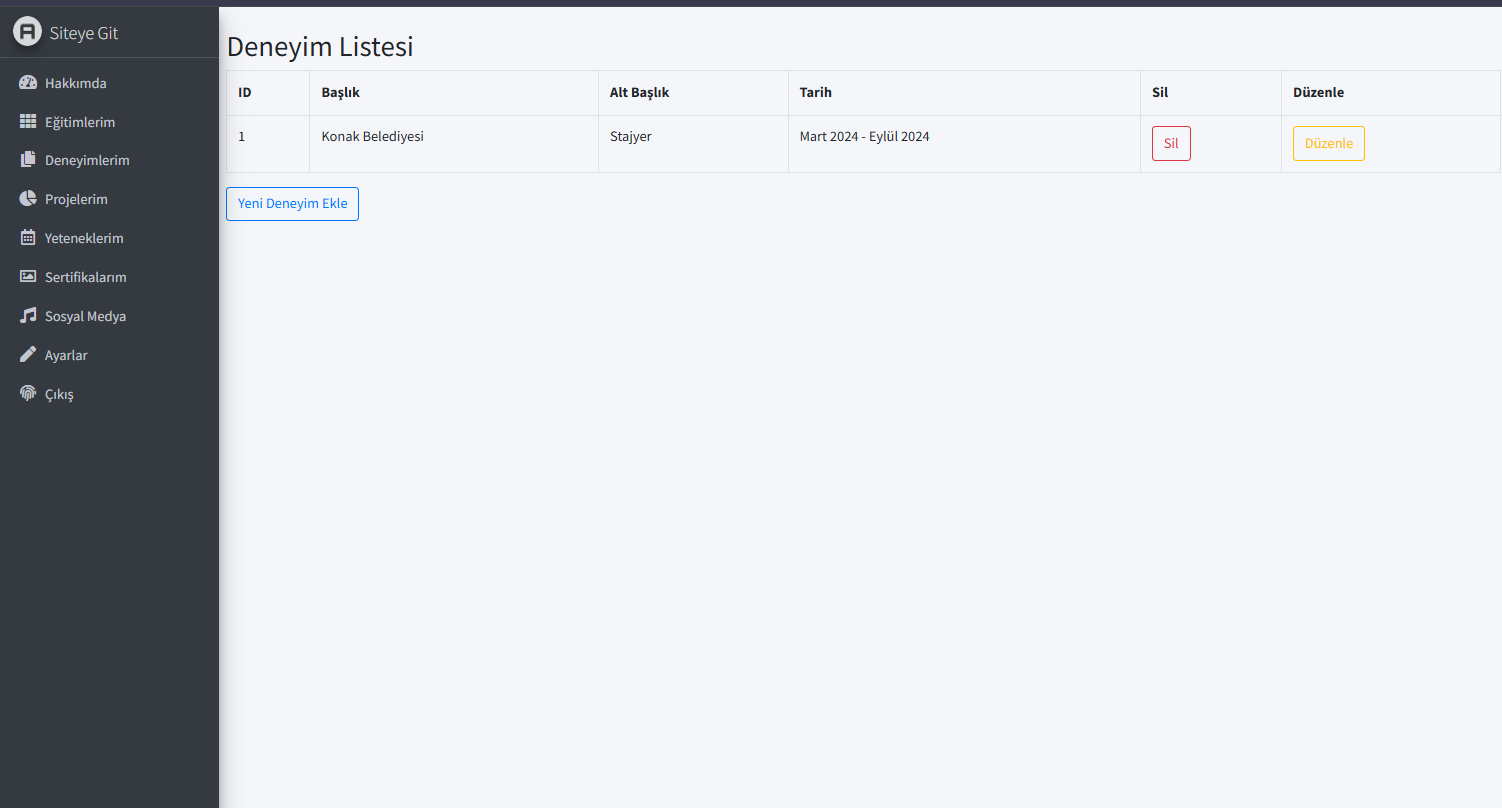 Siteye Git
Hakkımda
Eğitimlerim
Deneyimlerim
Projelerim
Yeteneklerim
Sertifikalarım
Sosyal Medya
Ayarlar
Çıkış
Deneyim Listesi
ID Başlık Alt Başlık Tarih Sil Düzenle
1 Konak Belediyesi Stajyer Mart 2024 - Eylül 2024 Sil Düzenle
Yeni Deneyim Ekle